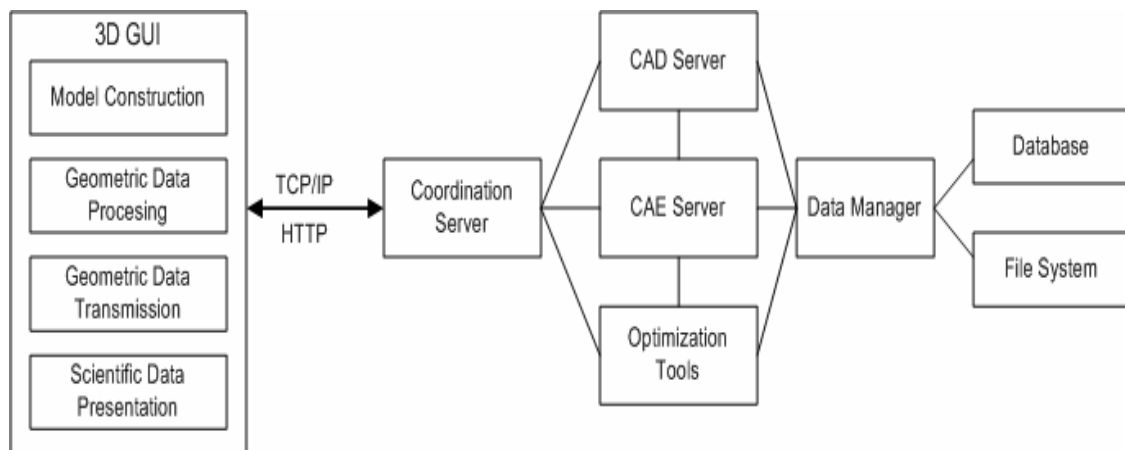 3D GUI
Model Construction
Geometric Data
Procesing
Geometric Data
Transmission
Scientific Data
Presentation
TCP/IP
HTTP
Coordination
Server
CAD Server
CAE Server
Optimization
Tools
Data Manager
Database
File System